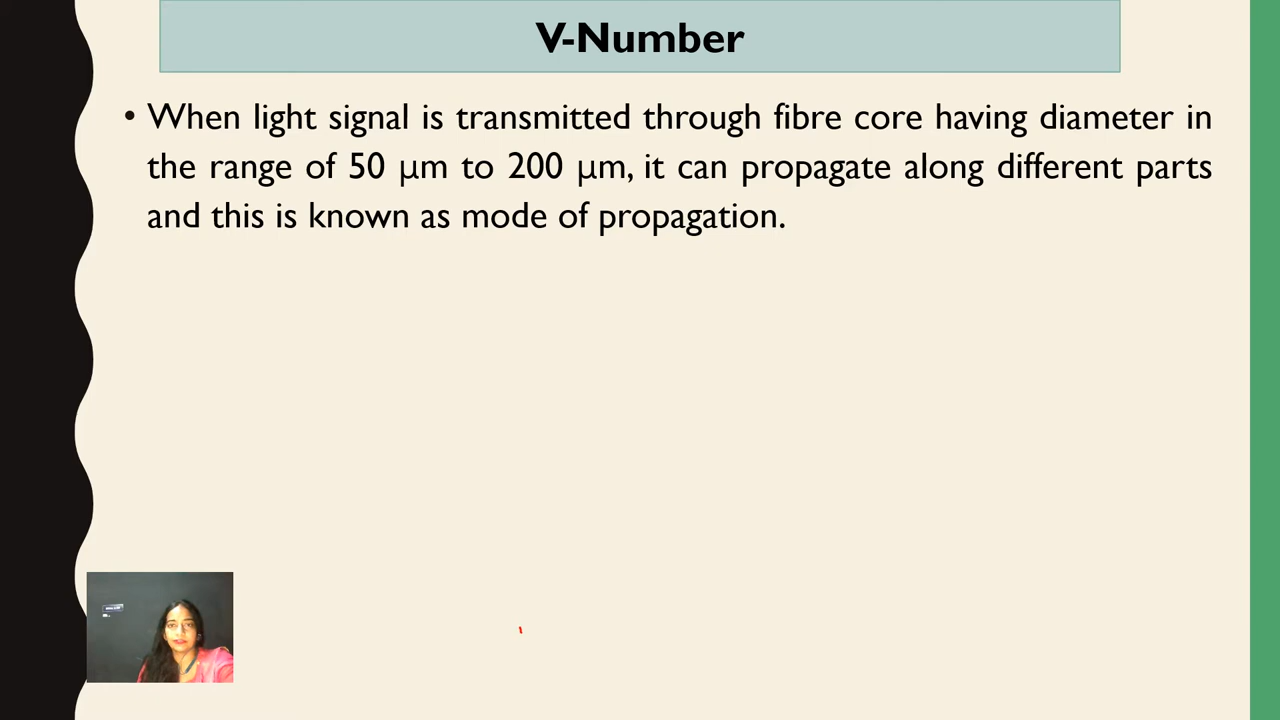 V-Number
• When light signal is transmitted through fibre core having diameter in
the range of 50 µm to 200 µm, it can propagate along different parts
and this is known as mode of propagation.